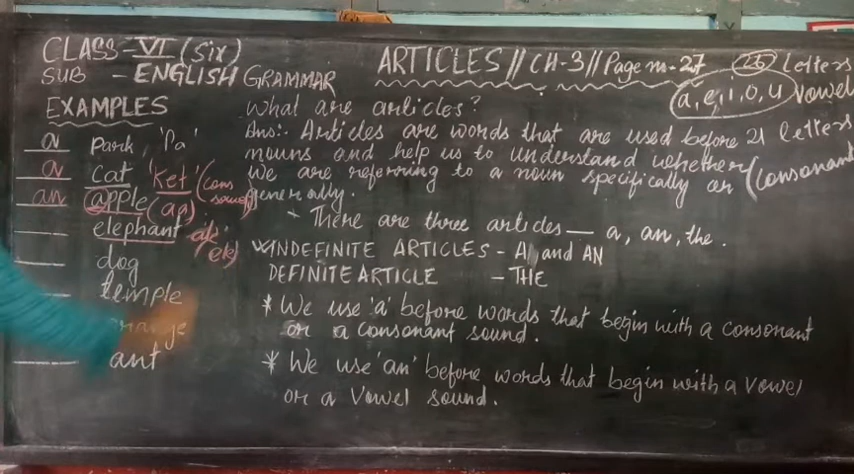 CLASS-VI (Six)
SUB - ENGLISH GRAMMAR
ARTICLES // CH-3 // Page no-27
26 letters
a, e, i, o, u vowel
21 letters
(consonant
EXAMPLES
a park 'Pa'
a cat 'ket' (cons sound)
an apple (ap)
elephant
dog
temple
orange
ant
What are articles?
Ans:- Articles are words that are used before
nouns and help us to understand whether
we are referring to a noun specifically or
generally.
* There are three articles — a, an, the.
INDEFINITE ARTICLES - A, and AN
DEFINITE ARTICLE - THE
* We use 'a' before words that begin with a consonant
or a consonant sound.
* We use 'an' before words that begin with a vowel
or a vowel sound.